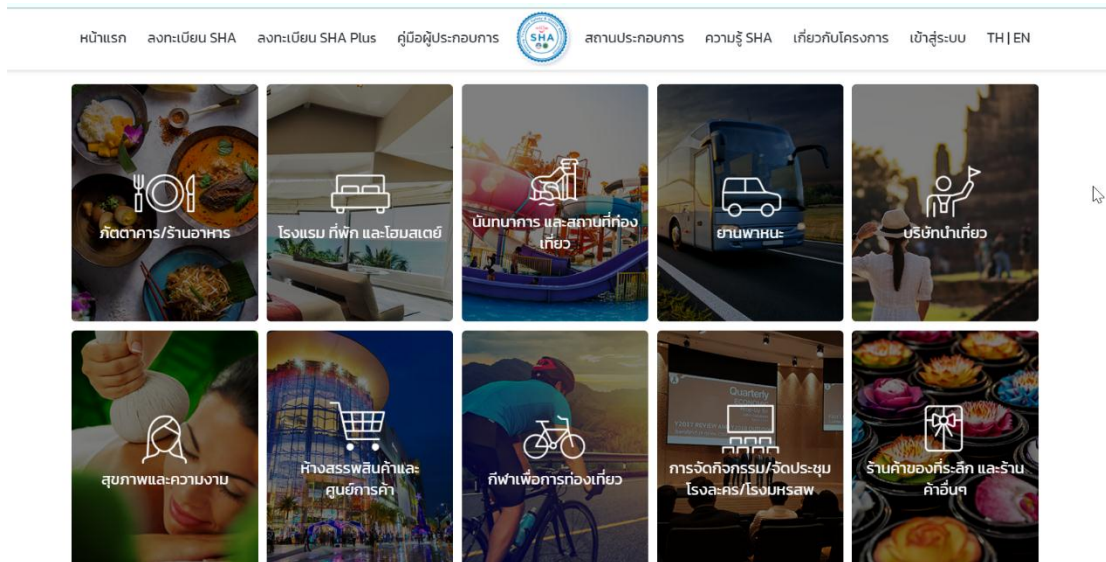 หน้าแรก ลงทะเบียน SHA ลงทะเบียน SHA Plus คู่มือผู้ประกอบการ SHA สถานประกอบการ ความรู้ SHA เกี่ยวกับโครงการ เข้าสู่ระบบ TH | EN
ภัตตาคาร/ร้านอาหาร
โรงแรม ที่พัก และโฮมสเตย์
นันทนาการ และสถานที่ท่อง
เที่ยว
ยานพาหนะ
บริษัทนำเที่ยว
สุขภาพและความงาม
ห้างสรรพสินค้าและ
ศูนย์การค้า
กีฬาเพื่อการท่องเที่ยว
Quarterly
การจัดกิจกรรม/จัดประชุม
โรงละคร/โรงมหรสพ
ร้านค้าของที่ระลึก และร้าน
ค้าอื่นๆ